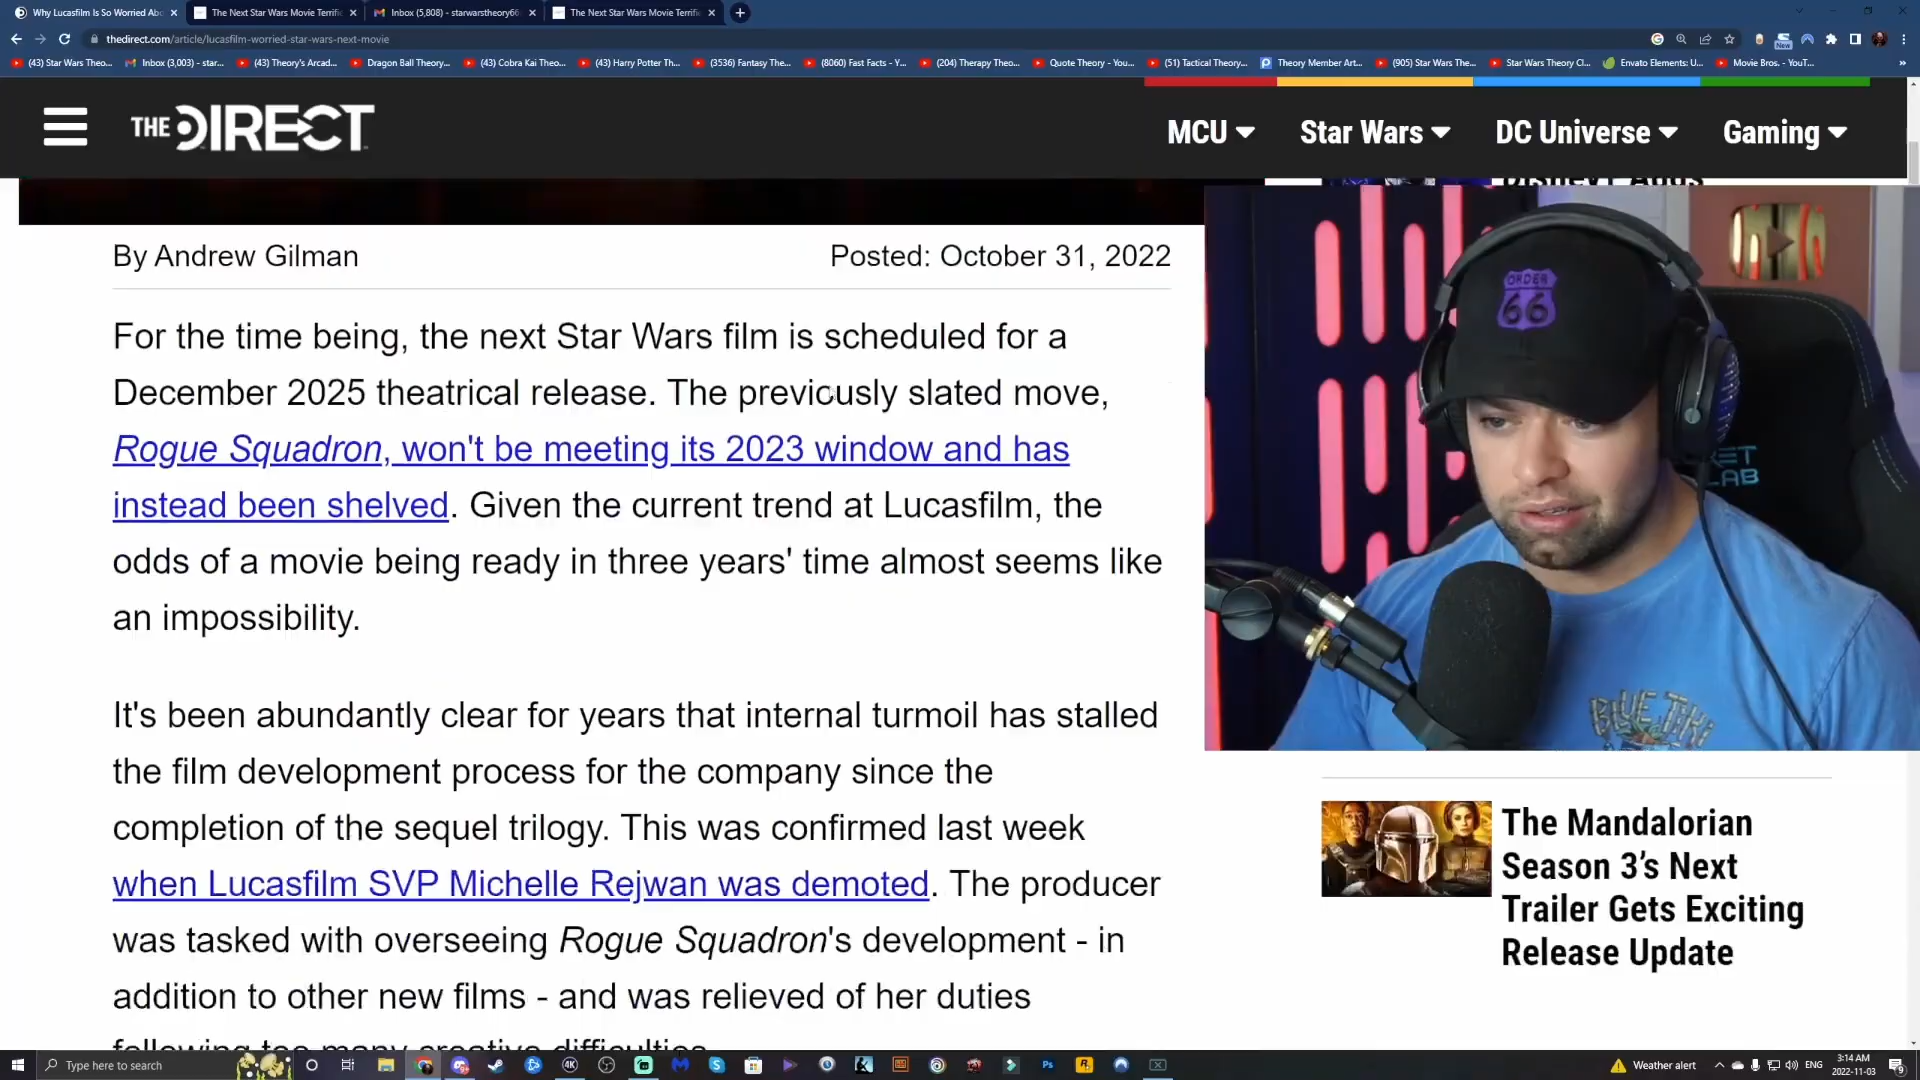 Why Lucasfilm Is So Worried Abo
The Next Star Wars Movie Terrific
Inbox (5,808) - starwarstheory66
The Next Star Wars Movie Terrific
thedirect.com/article/lucasfilm-worried-star-wars-next-movie
(43) Star Wars Theo...
Inbox (3,003) - star...
(43) Theory's Arcad...
Dragon Ball Theory...
(43) Cobra Kai Theo...
(43) Harry Potter Th...
(3536) Fantasy The...
(8060) Fast Facts - Y...
(204) Therapy Theo...
Quote Theory - You...
(51) Tactical Theory...
Theory Member Art...
(905) Star Wars The...
Star Wars Theory Cl...
Envato Elements: U...
Movie Bros. - YouT...
New
THE DIRECT
MCU
Star Wars
DC Universe
Gaming
By Andrew Gilman
Posted: October 31, 2022
For the time being, the next Star Wars film is scheduled for a
December 2025 theatrical release. The previously slated move,
Rogue Squadron, won't be meeting its 2023 window and has
instead been shelved. Given the current trend at Lucasfilm, the
odds of a movie being ready in three years' time almost seems like
an impossibility.
It's been abundantly clear for years that internal turmoil has stalled
the film development process for the company since the
completion of the sequel trilogy. This was confirmed last week
when Lucasfilm SVP Michelle Rejwan was demoted. The producer
was tasked with overseeing Rogue Squadron's development - in
addition to other new films - and was relieved of her duties
following too many creative difficulties.
ORDER
66
BLUE TIKI
The Mandalorian
Season 3’s Next
Trailer Gets Exciting
Release Update
Type here to search
Weather alert
ENG
3:14 AM
2022-11-03